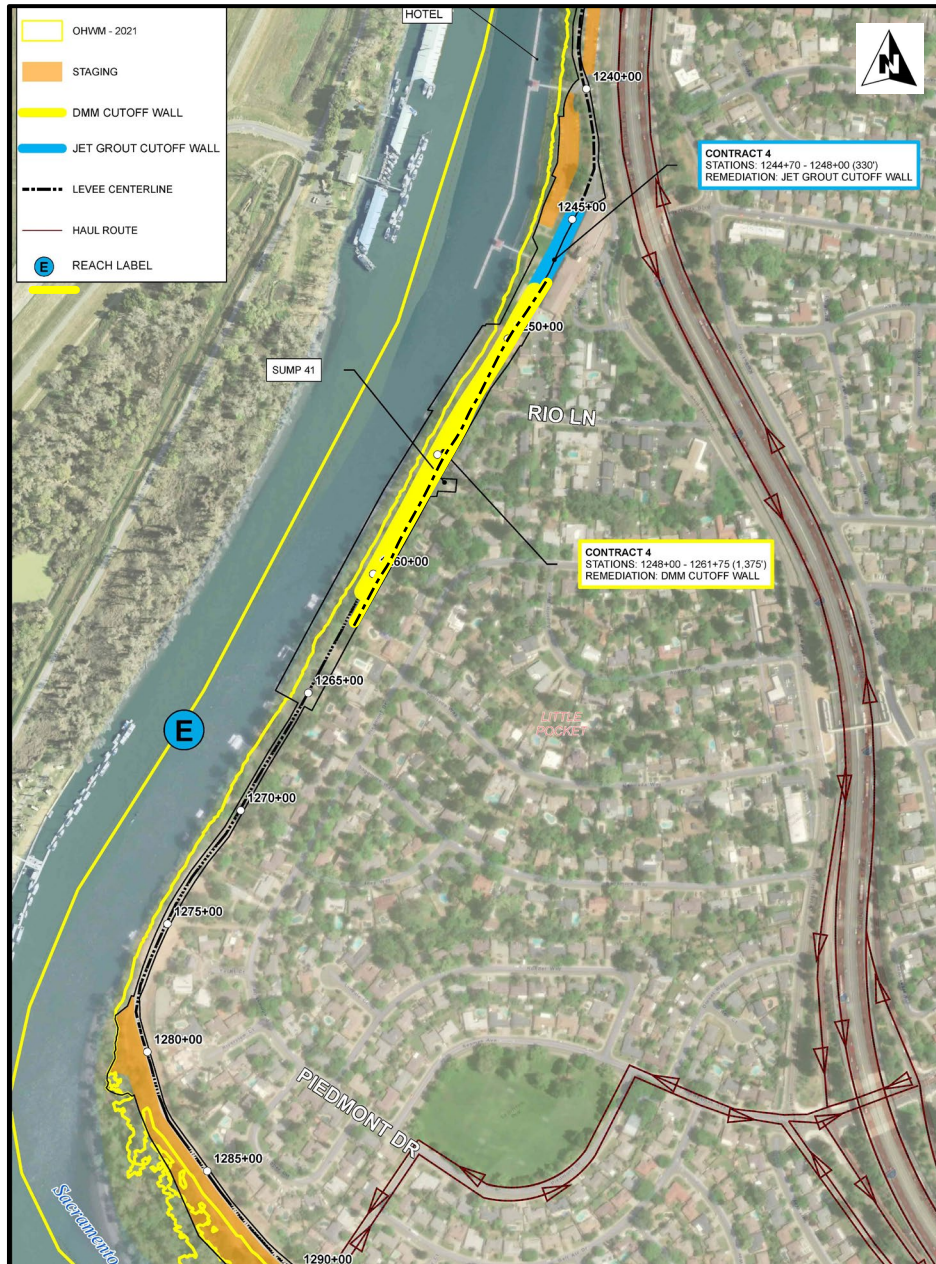 HOTEL
OHWM - 2021
STAGING
DMM CUTOFF WALL
JET GROUT CUTOFF WALL
LEVEE CENTERLINE
HAUL ROUTE
E
REACH LABEL
N
1240+00
CONTRACT 4
STATIONS: 1244+70 - 1248+00 (330')
REMEDIATION: JET GROUT CUTOFF WALL
1245+00
250+00
SUMP 41
RIO LN
CONTRACT 4
STATIONS: 1248+00 - 1261+75 (1,375')
REMEDIATION: DMM CUTOFF WALL
60+00
1265+00
LITTLE
POCKET
E
1270+00
1275+00
1280+00
PIEDMONT DR
1285+00
Sacramento
1290+00